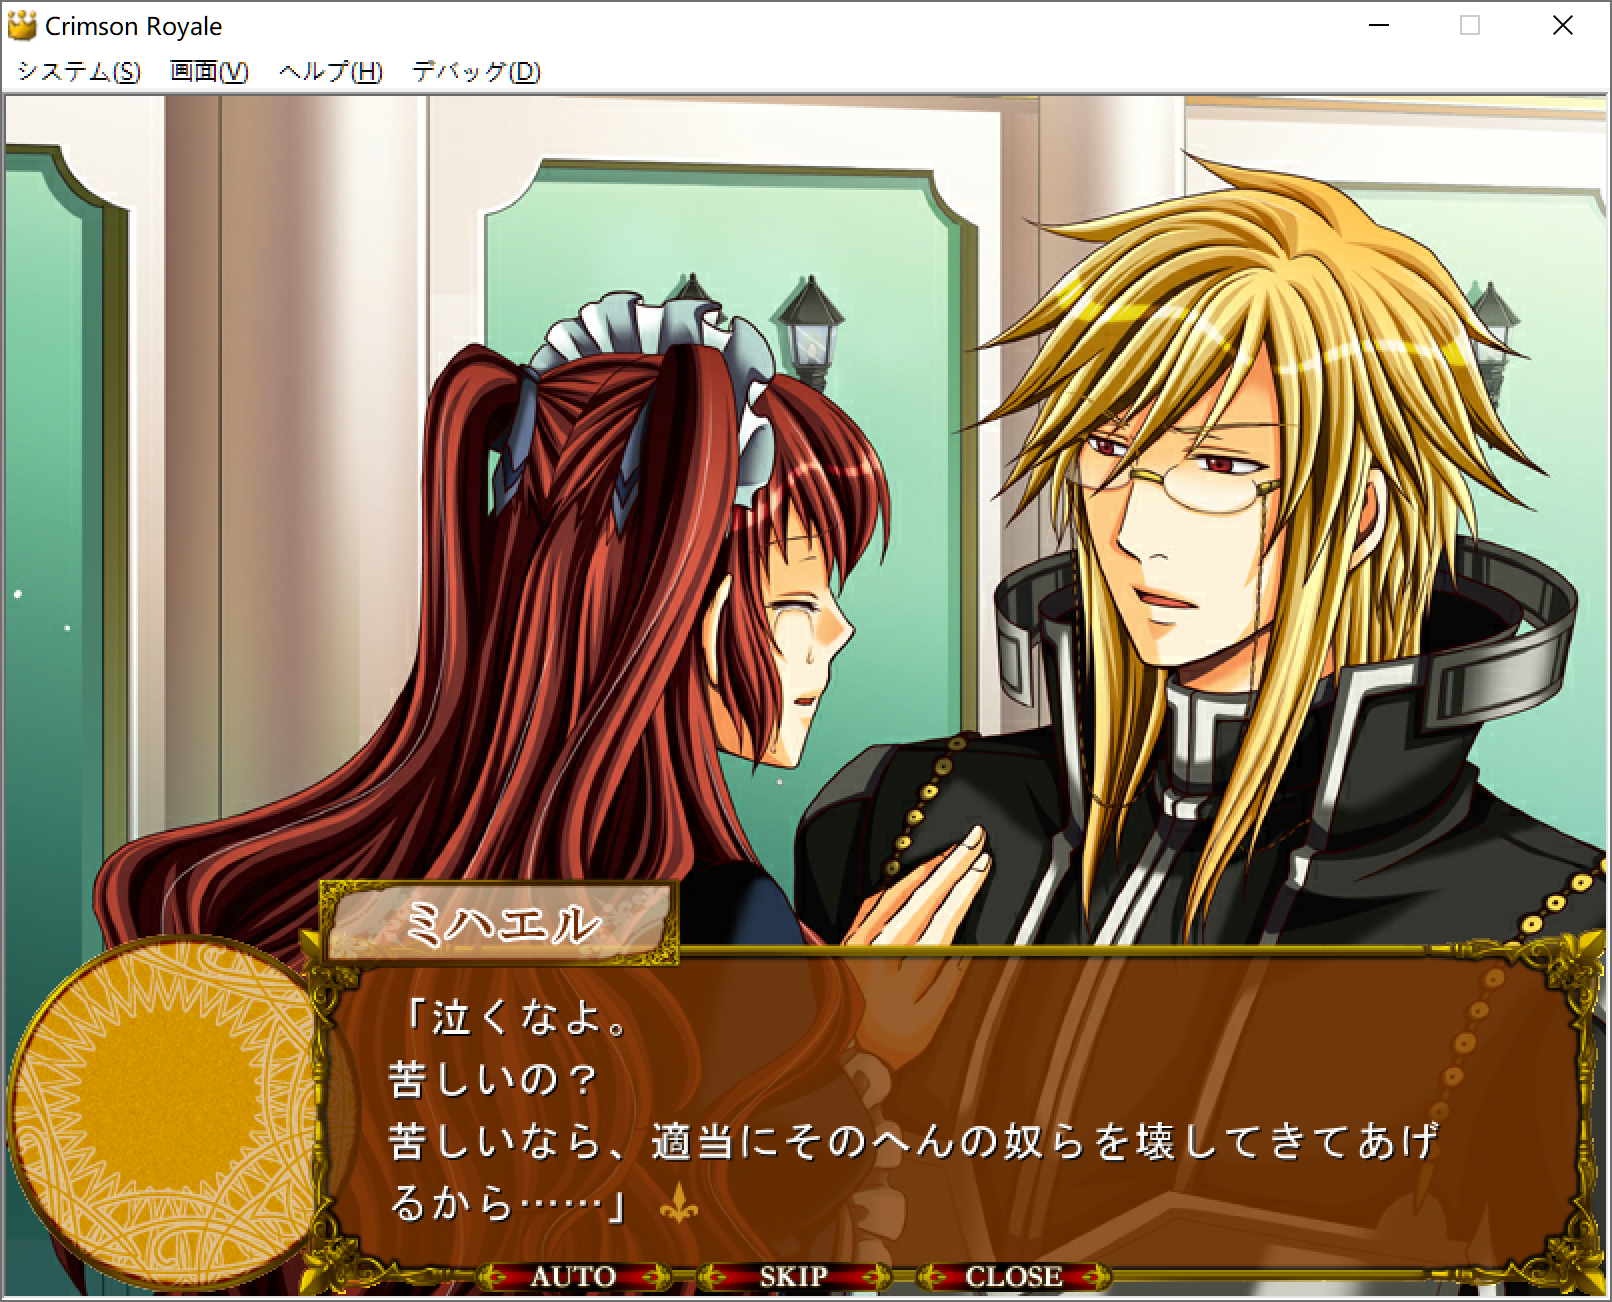 Crimson Royale
システム(S) 画面(V) ヘルプ(H) デバッグ(D)
ミハエル
「泣くなよ。
苦しいの？
苦しいなら、適当にそのへんの奴らを壊してきてあげ
るから……」
AUTO SKIP CLOSE